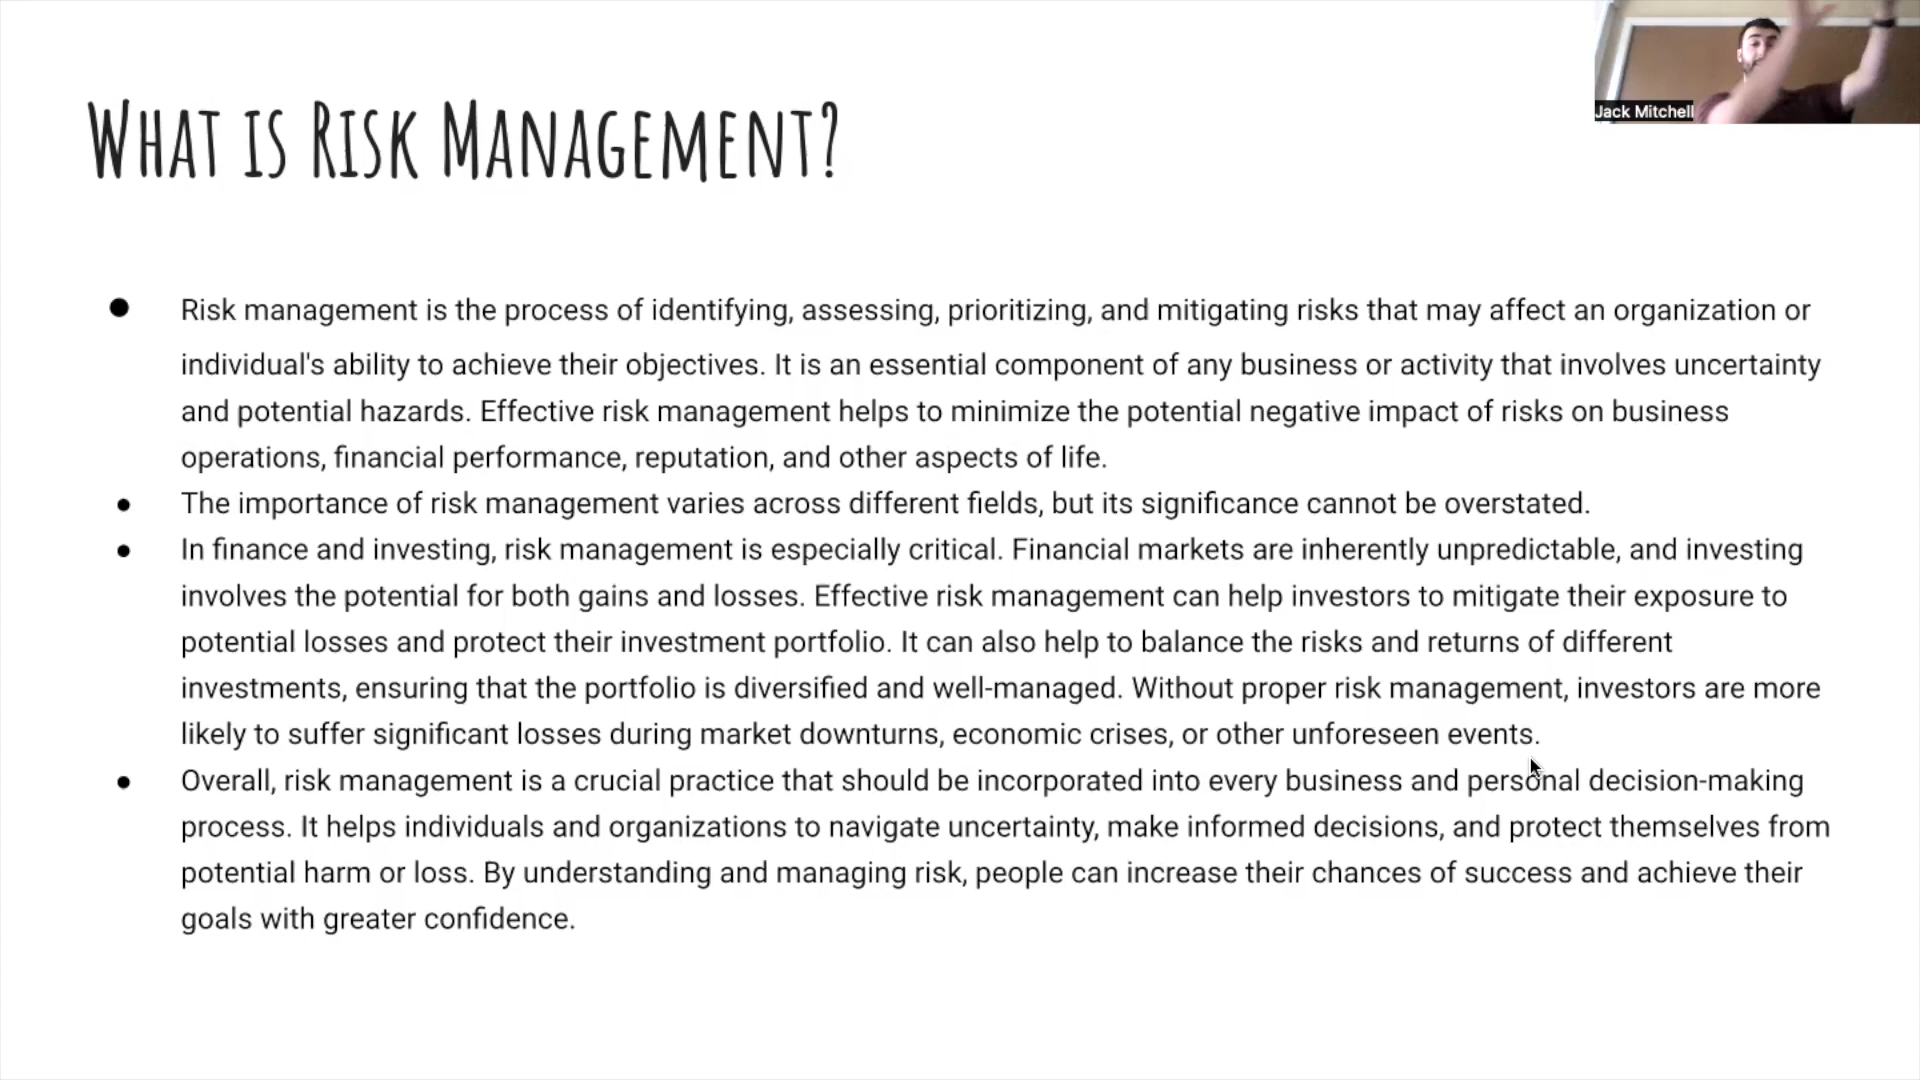 Jack Mitchell
WHAT IS RISK MANAGEMENT?
● Risk management is the process of identifying, assessing, prioritizing, and mitigating risks that may affect an organization or
individual's ability to achieve their objectives. It is an essential component of any business or activity that involves uncertainty
and potential hazards. Effective risk management helps to minimize the potential negative impact of risks on business
operations, financial performance, reputation, and other aspects of life.
● The importance of risk management varies across different fields, but its significance cannot be overstated.
● In finance and investing, risk management is especially critical. Financial markets are inherently unpredictable, and investing
involves the potential for both gains and losses. Effective risk management can help investors to mitigate their exposure to
potential losses and protect their investment portfolio. It can also help to balance the risks and returns of different
investments, ensuring that the portfolio is diversified and well-managed. Without proper risk management, investors are more
likely to suffer significant losses during market downturns, economic crises, or other unforeseen events.
● Overall, risk management is a crucial practice that should be incorporated into every business and personal decision-making
process. It helps individuals and organizations to navigate uncertainty, make informed decisions, and protect themselves from
potential harm or loss. By understanding and managing risk, people can increase their chances of success and achieve their
goals with greater confidence.